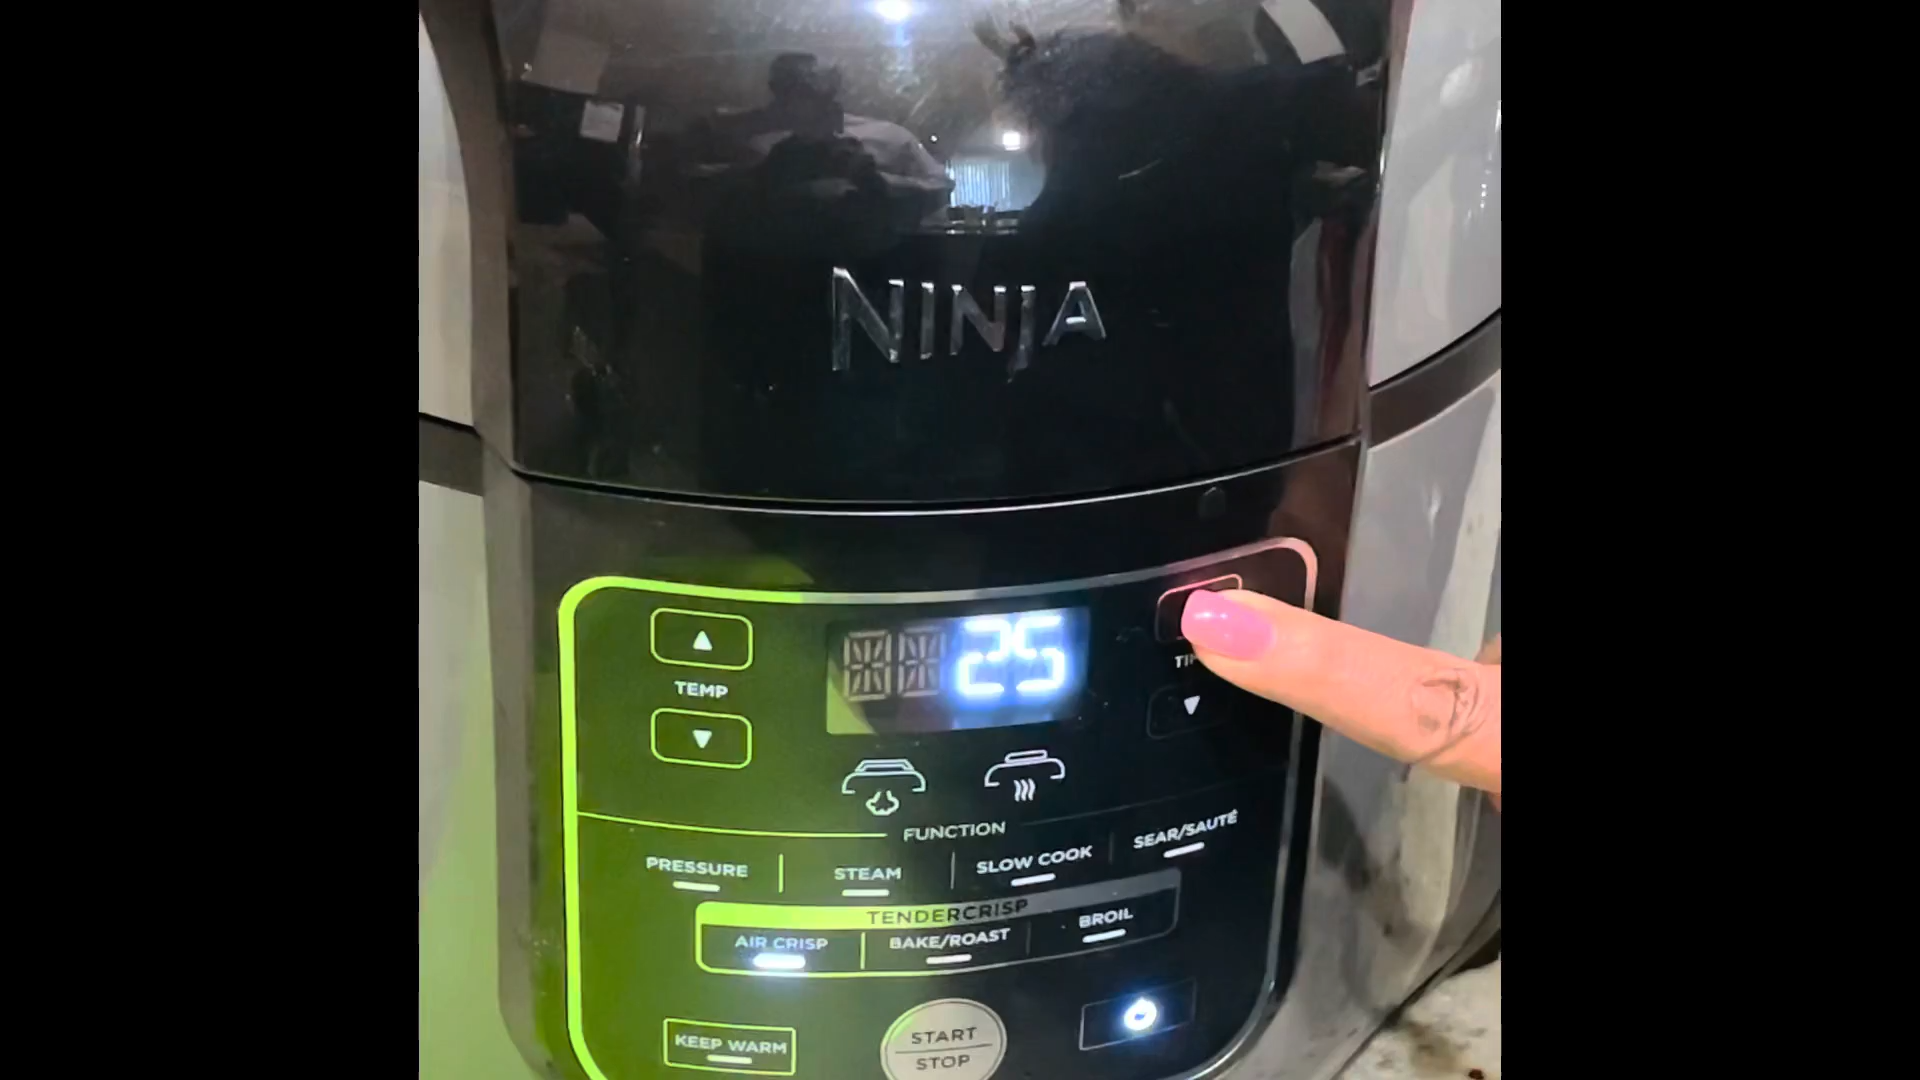 NINJA
25
TEMP
FUNCTION
PRESSURE
STEAM
SLOW COOK
SEAR/SAUTÉ
TENDERCRISP
AIR CRISP
BAKE/ROAST
BROIL
KEEP WARM
START
STOP